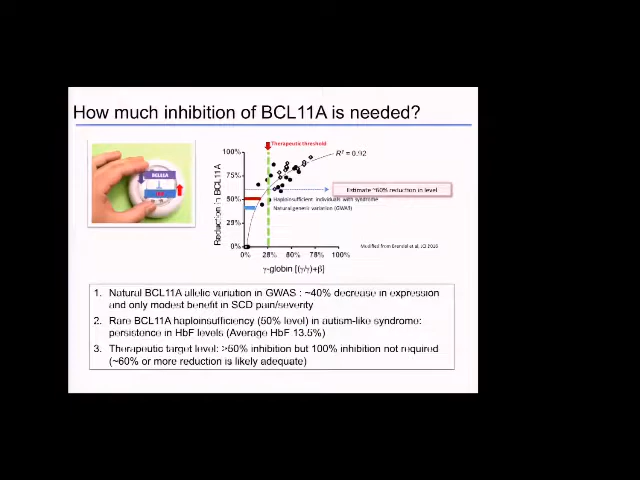 How much inhibition of BCL11A is needed?
BCL11A
Therapeutic threshold
R² = 0.92
100%
75%
50%
25%
0%
Reduction in BCL11A
Estimate ~60% reduction in level
Haploinsufficient individuals with syndrome
Natural genetic variation (GWAS)
0% 25% 50% 75% 100%
γ-globin [(γ/γ)+β]
Modified from Brendel et al, JCI 2016
1. Natural BCL11A allelic variation in GWAS : ~40% decrease in expression
and only modest benefit in SCD pain/severity
2. Rare BCL11A haploinsufficiency (50% level) in autism-like syndrome:
persistence in HbF levels (Average HbF 13.5%)
3. Therapeutic target level: >50% inhibition but 100% inhibition not required
(~60% or more reduction is likely adequate)